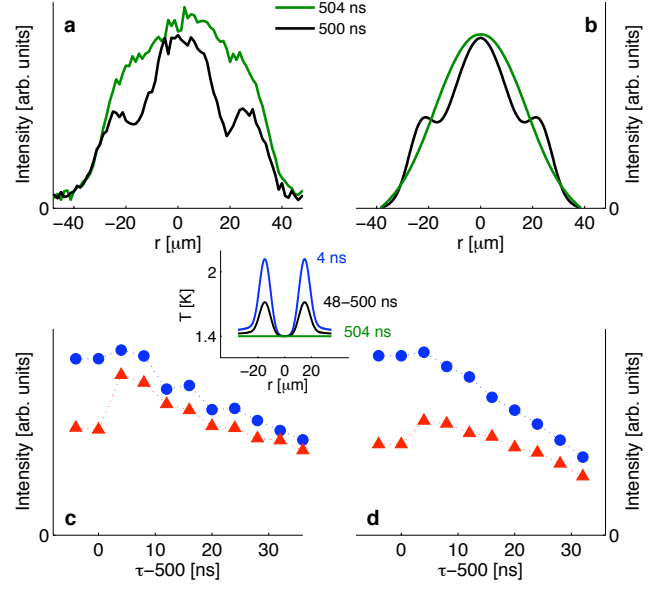 504 ns
500 ns
a
b
Intensity [arb. units]
Intensity [arb. units]
0
0
−40 −20 0 20 40
−40 −20 0 20 40
r [μm]
r [μm]
4 ns
48−500 ns
504 ns
T [K]
2
1.4
−20 0 20
r [μm]
Intensity [arb. units]
Intensity [arb. units]
c
d
0
0
0 10 20 30
0 10 20 30
τ−500 [ns]
τ−500 [ns]